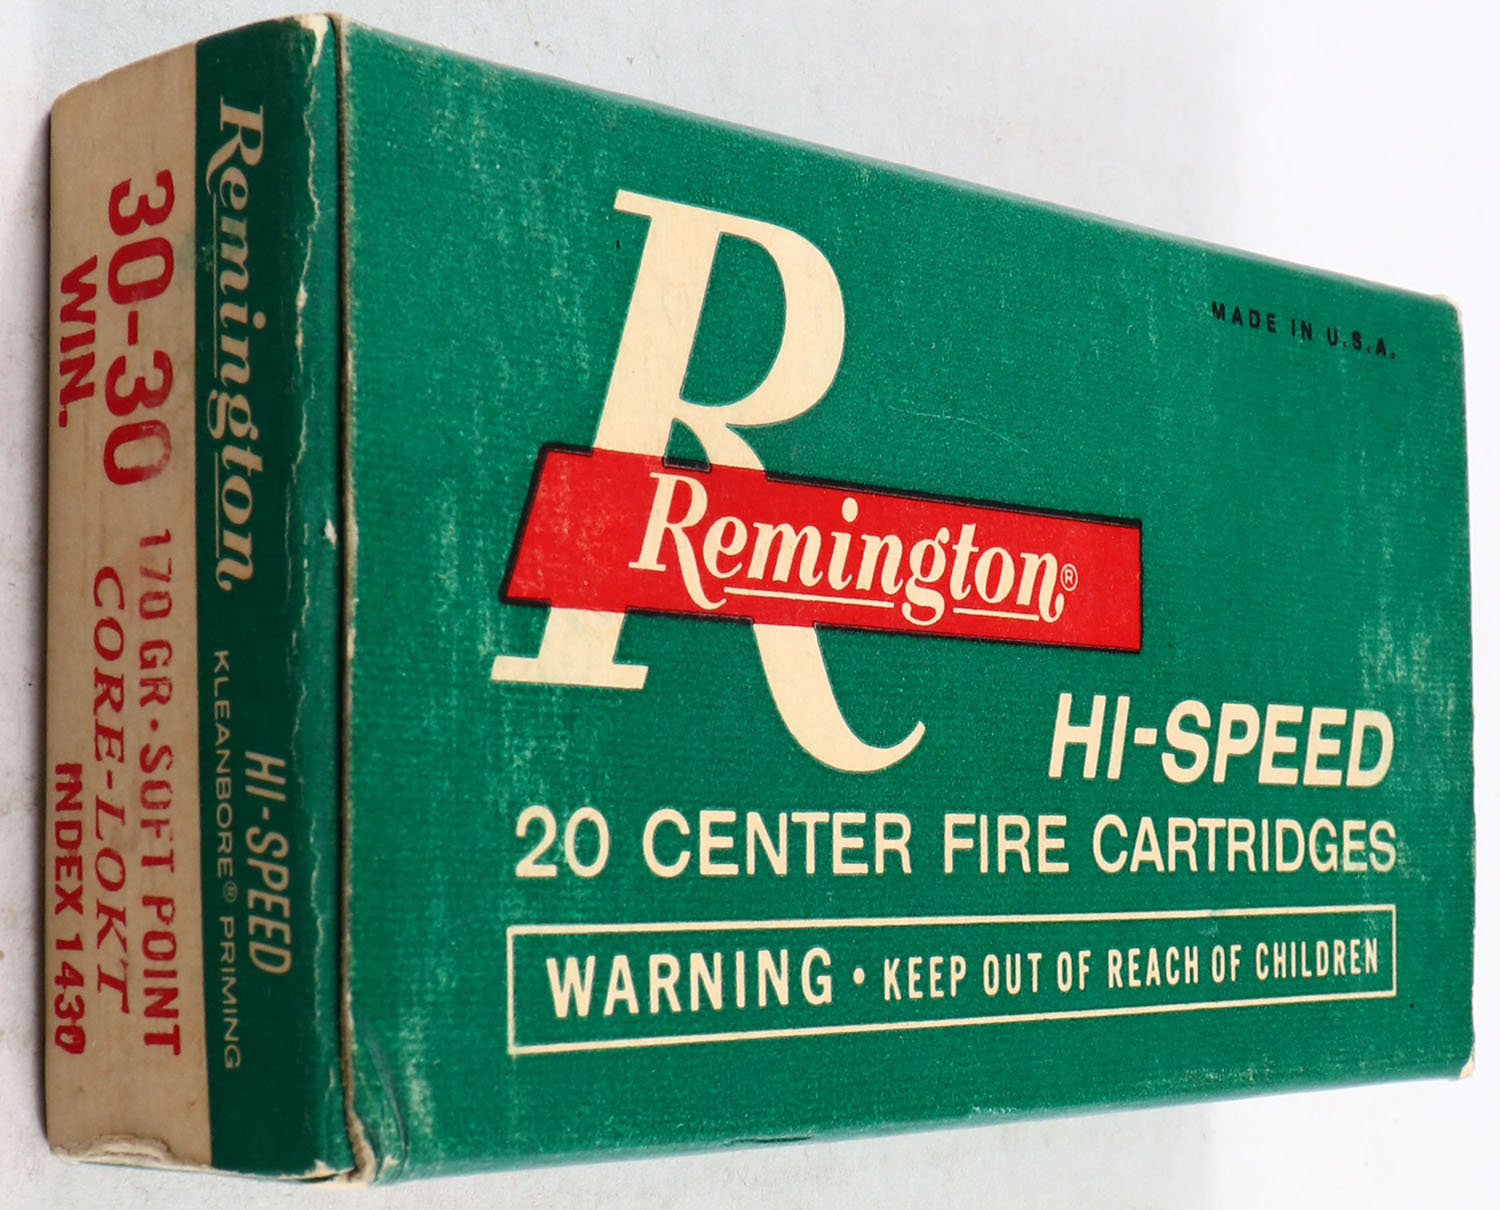 MADE IN U.S.A.
R
Remington®
HI-SPEED
20 CENTER FIRE CARTRIDGES
WARNING • KEEP OUT OF REACH OF CHILDREN
Remington
HI-SPEED
KLEANBORE® PRIMING
30-30
WIN.
170 GR. • SOFT POINT
CORE-LOKT
INDEX 1430